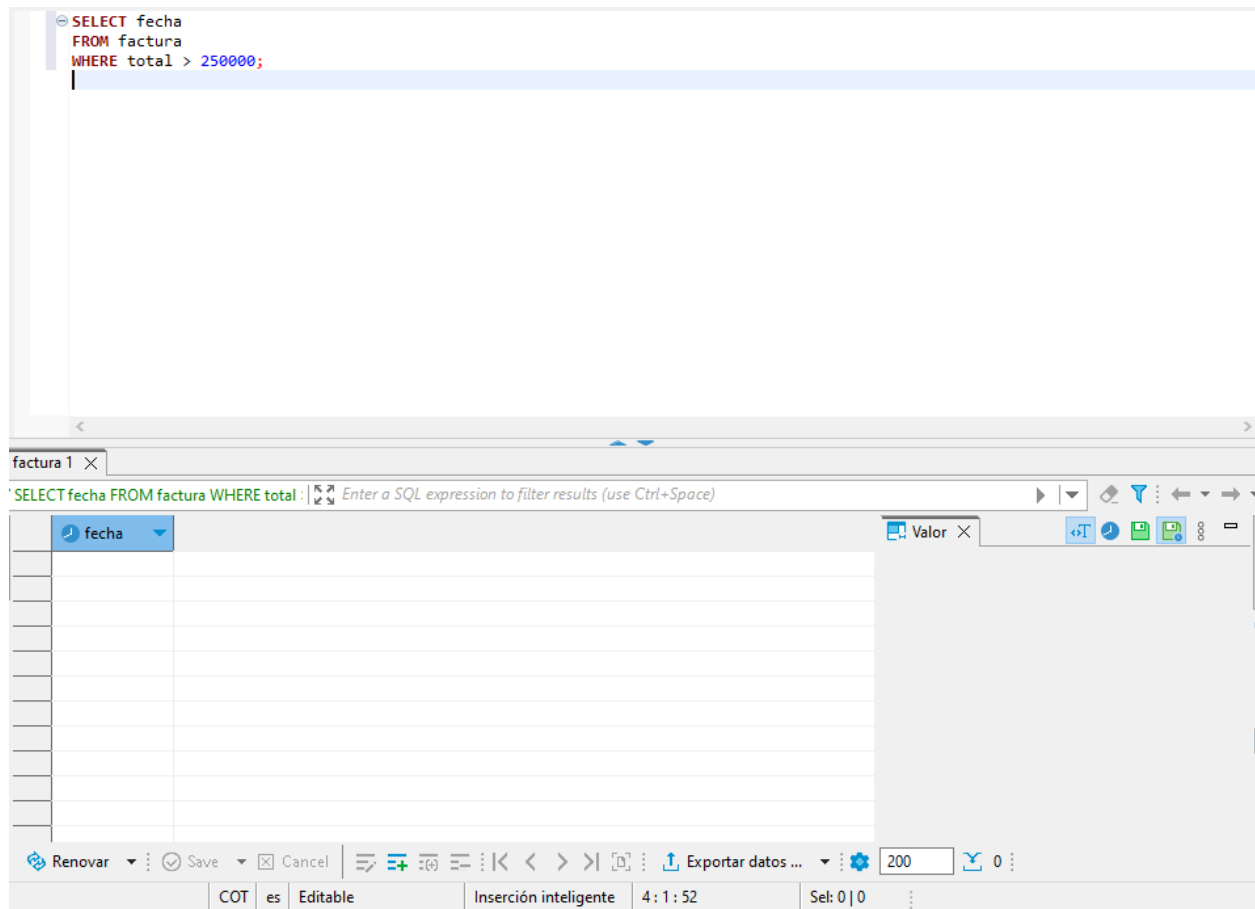 SELECT fecha
FROM factura
WHERE total > 250000;
factura 1
SELECT fecha FROM factura WHERE total Enter a SQL expression to filter results (use Ctrl+Space)
fecha
Valor
Renovar Save Cancel Exportar datos ... 200 0
COT es Editable Inserción inteligente 4 : 1 : 52 Sel: 0 | 0